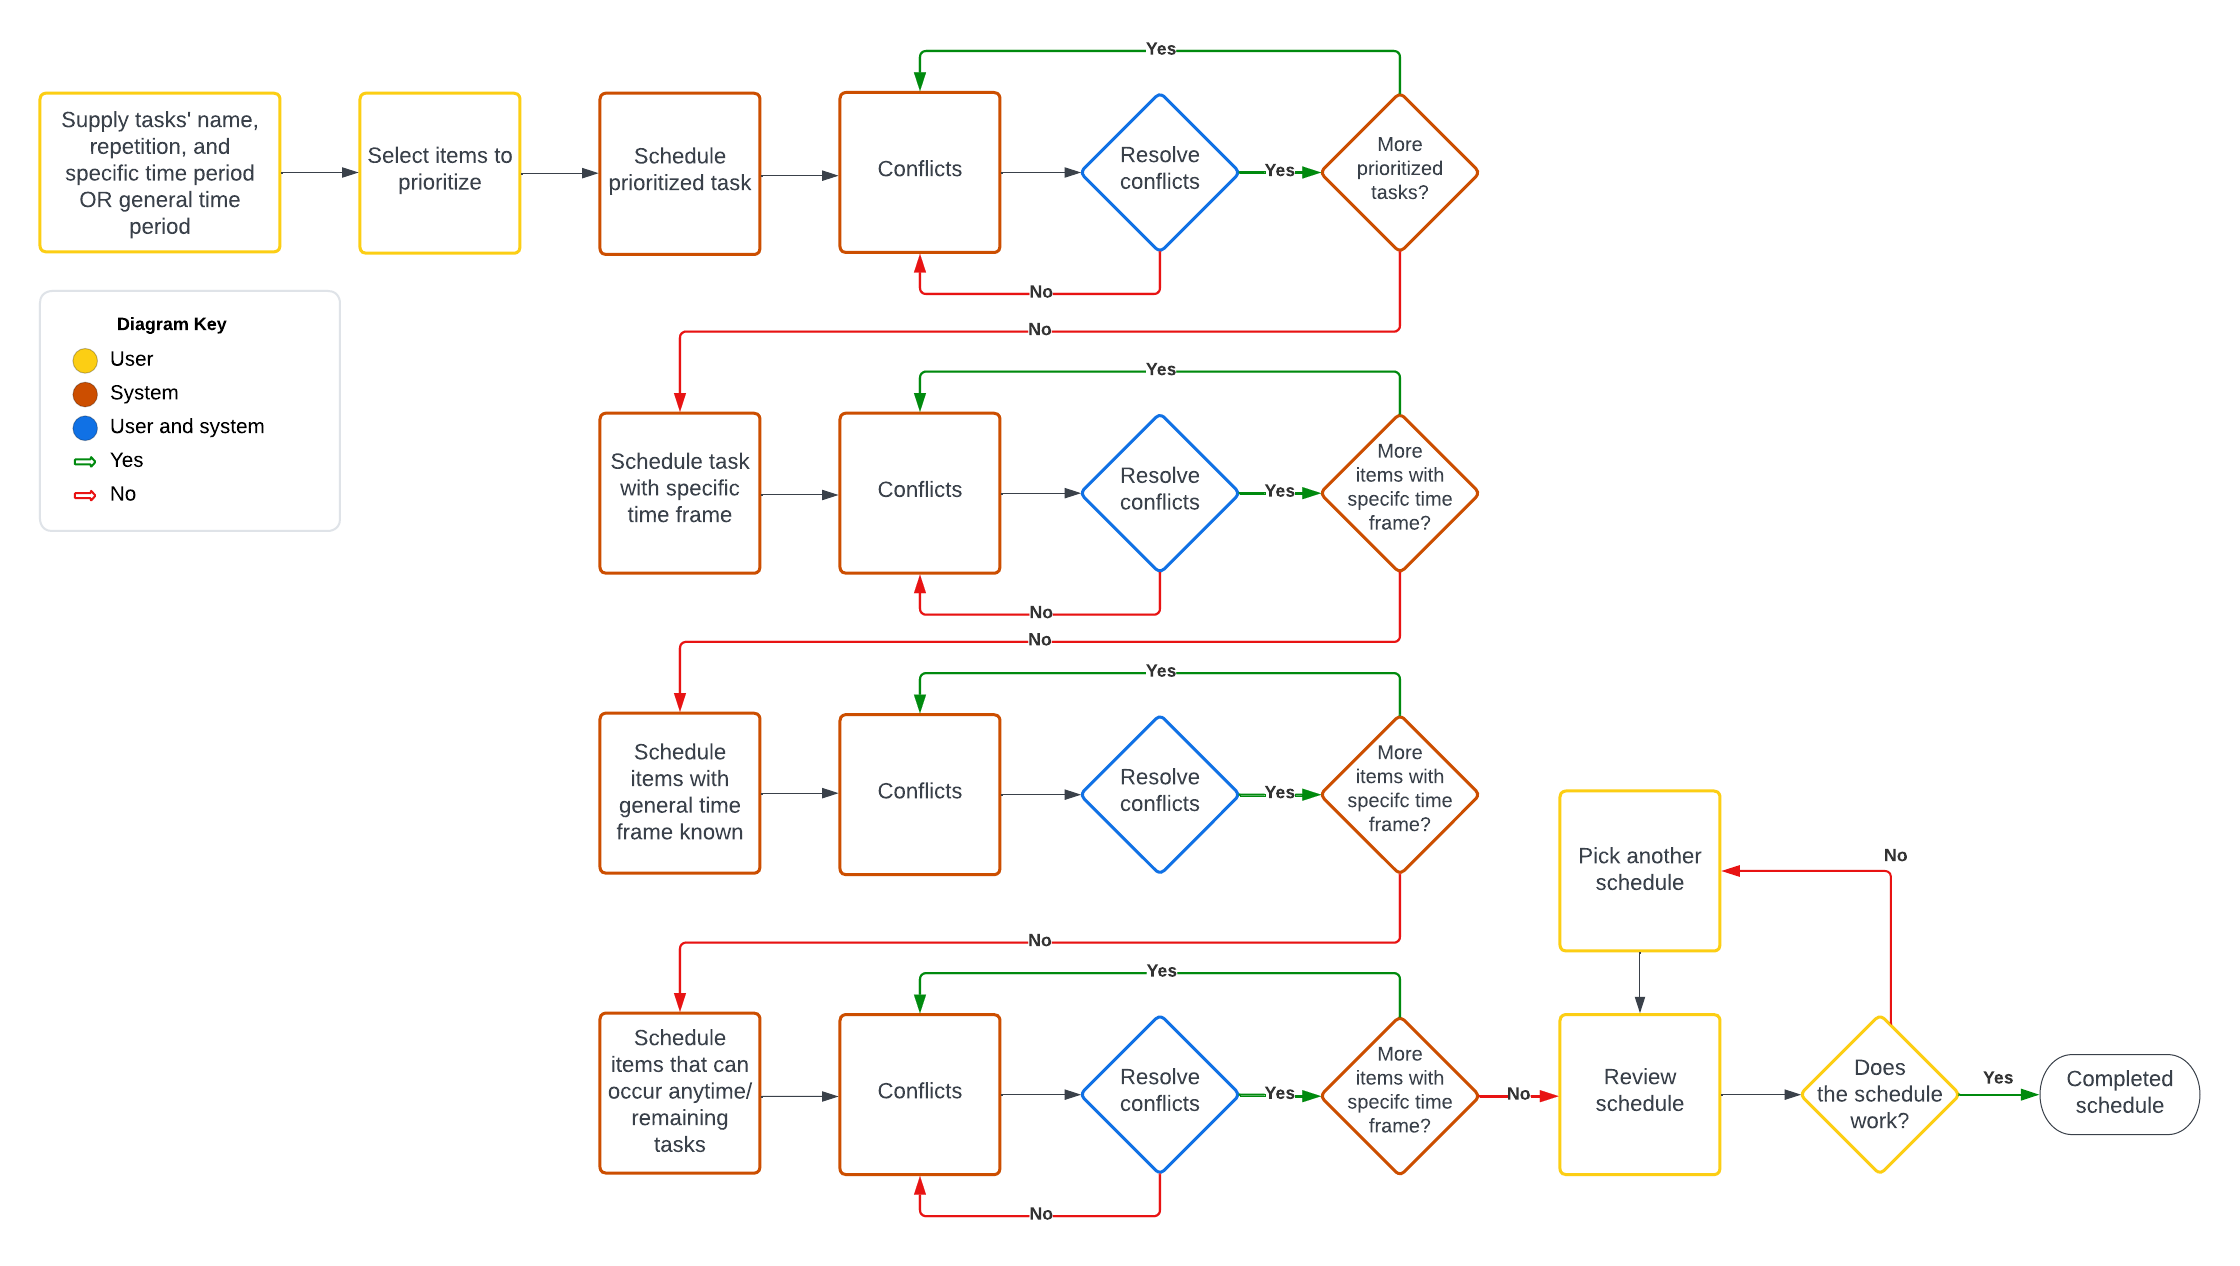 Yes
Supply tasks' name,
repetition, and
specific time period
OR general time
period
Select items to
prioritize
Schedule
prioritized task
Conflicts
Resolve
conflicts
Yes
More
prioritized
tasks?
No
No
Diagram Key
User
System
User and system
Yes
No
Yes
Schedule task
with specific
time frame
Conflicts
Resolve
conflicts
Yes
More
items with
specifc time
frame?
No
No
Yes
Schedule
items with
general time
frame known
Conflicts
Resolve
conflicts
Yes
More
items with
specifc time
frame?
No
Yes
Schedule
items that can
occur anytime/
remaining
tasks
Conflicts
Resolve
conflicts
Yes
More
items with
specifc time
frame?
No
No
Pick another
schedule
No
Review
schedule
Does
the schedule
work?
Yes
Completed
schedule